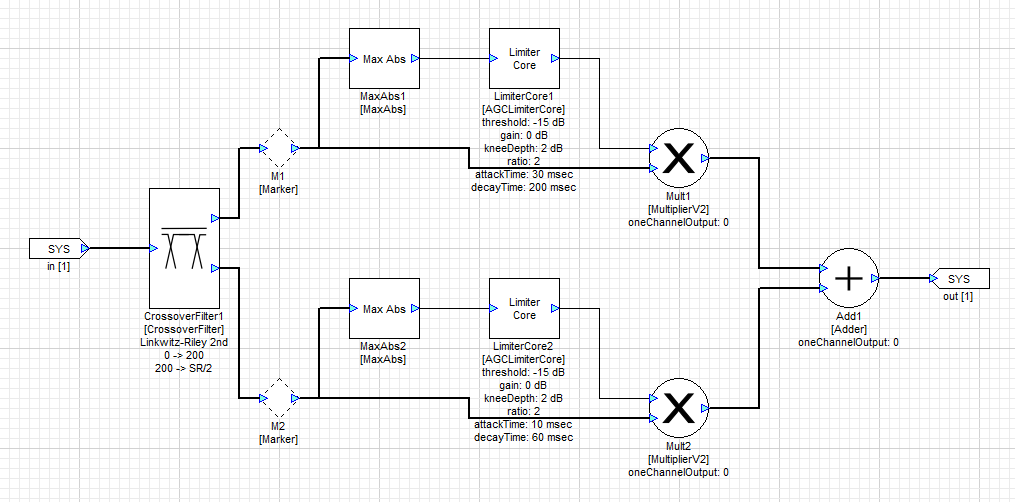 Max Abs
MaxAbs1
[MaxAbs]
Limiter
Core
LimiterCore1
[AGCLimiterCore]
threshold: -15 dB
gain: 0 dB
kneeDepth: 2 dB
ratio: 2
attackTime: 30 msec
decayTime: 200 msec
M1
[Marker]
X
Mult1
[MultiplierV2]
oneChannelOutput: 0
SYS
in [1]
CrossoverFilter1
[CrossoverFilter]
Linkwitz-Riley 2nd
0 -> 200
200 -> SR/2
+
Add1
[Adder]
oneChannelOutput: 0
SYS
out [1]
Max Abs
MaxAbs2
[MaxAbs]
Limiter
Core
LimiterCore2
[AGCLimiterCore]
threshold: -15 dB
gain: 0 dB
kneeDepth: 2 dB
ratio: 2
attackTime: 10 msec
decayTime: 60 msec
M2
[Marker]
X
Mult2
[MultiplierV2]
oneChannelOutput: 0